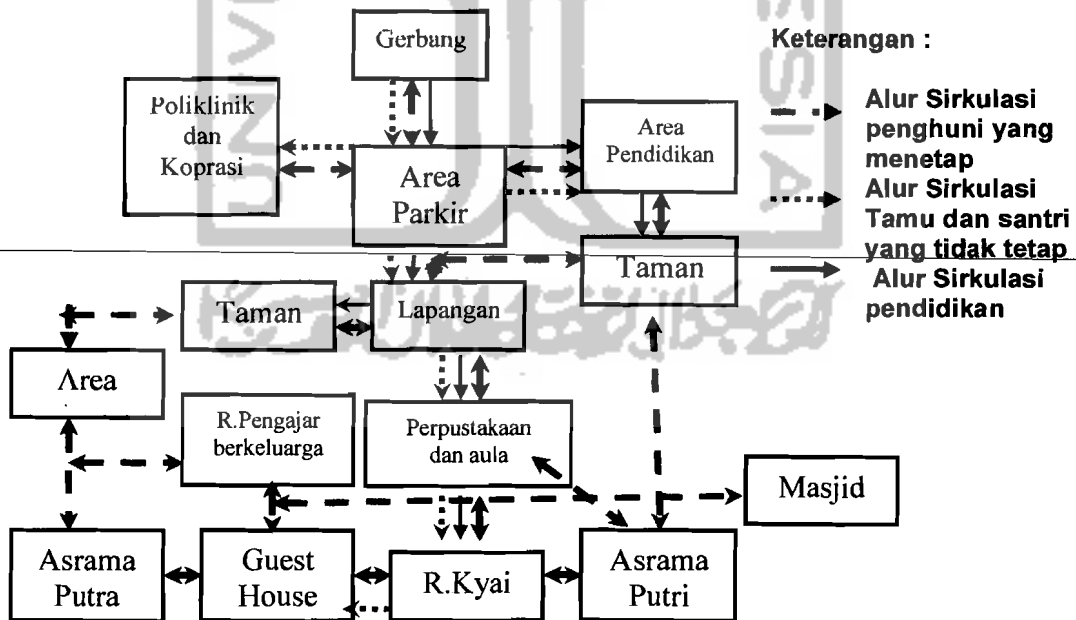 Gerbung
Keterangan :
Poliklinik
dan
Koprasi
Area
Pendidikan
Area
Parkir
Alur Sirkulasi
penghuni yang
menetap
Alur Sirkulasi
Tamu dan santri
yang tidak tetap
Alur Sirkulasi
pendidikan
Taman
Taman
Lapangan
Area
R.Pengajar
berkeluarga
Perpustakaan
dan aula
Masjid
Asrama
Putra
Guest
House
R.Kyai
Asrama
Putri